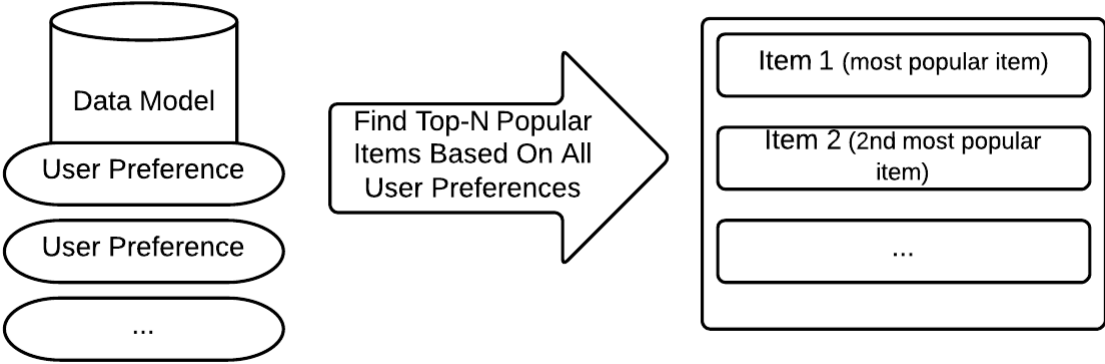 Data Model
User Preference
User Preference
...
Find Top-N Popular
Items Based On All
User Preferences
Item 1 (most popular item)
Item 2 (2nd most popular
item)
...